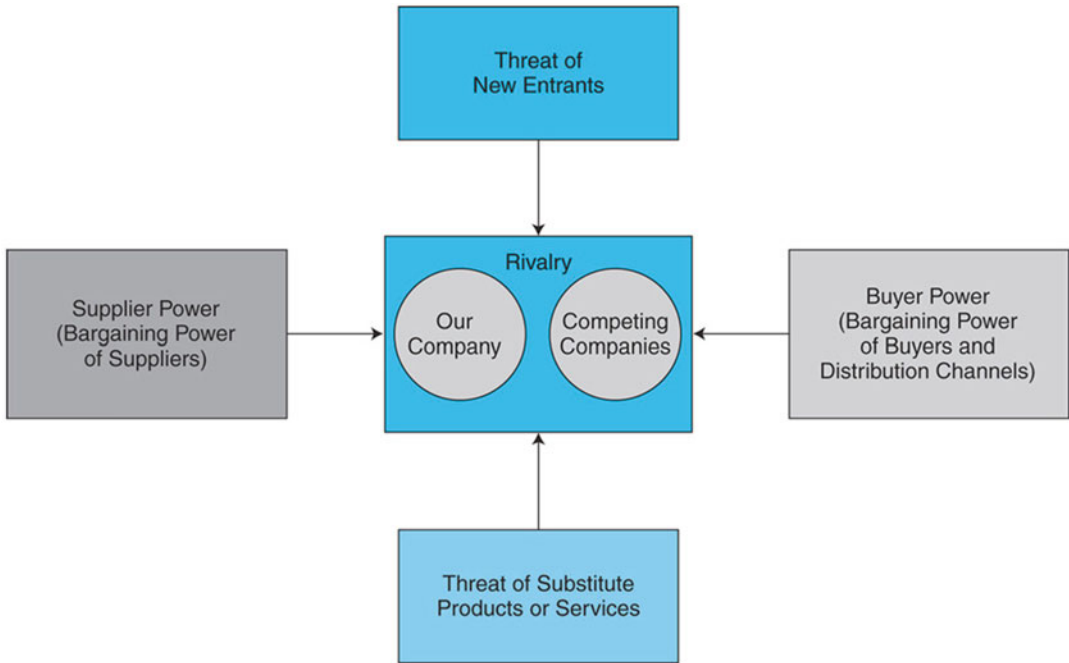 Threat of
New Entrants
Rivalry
Supplier Power
(Bargaining Power
of Suppliers)
Our
Company
Competing
Companies
Buyer Power
(Bargaining Power
of Buyers and
Distribution Channels)
Threat of Substitute
Products or Services